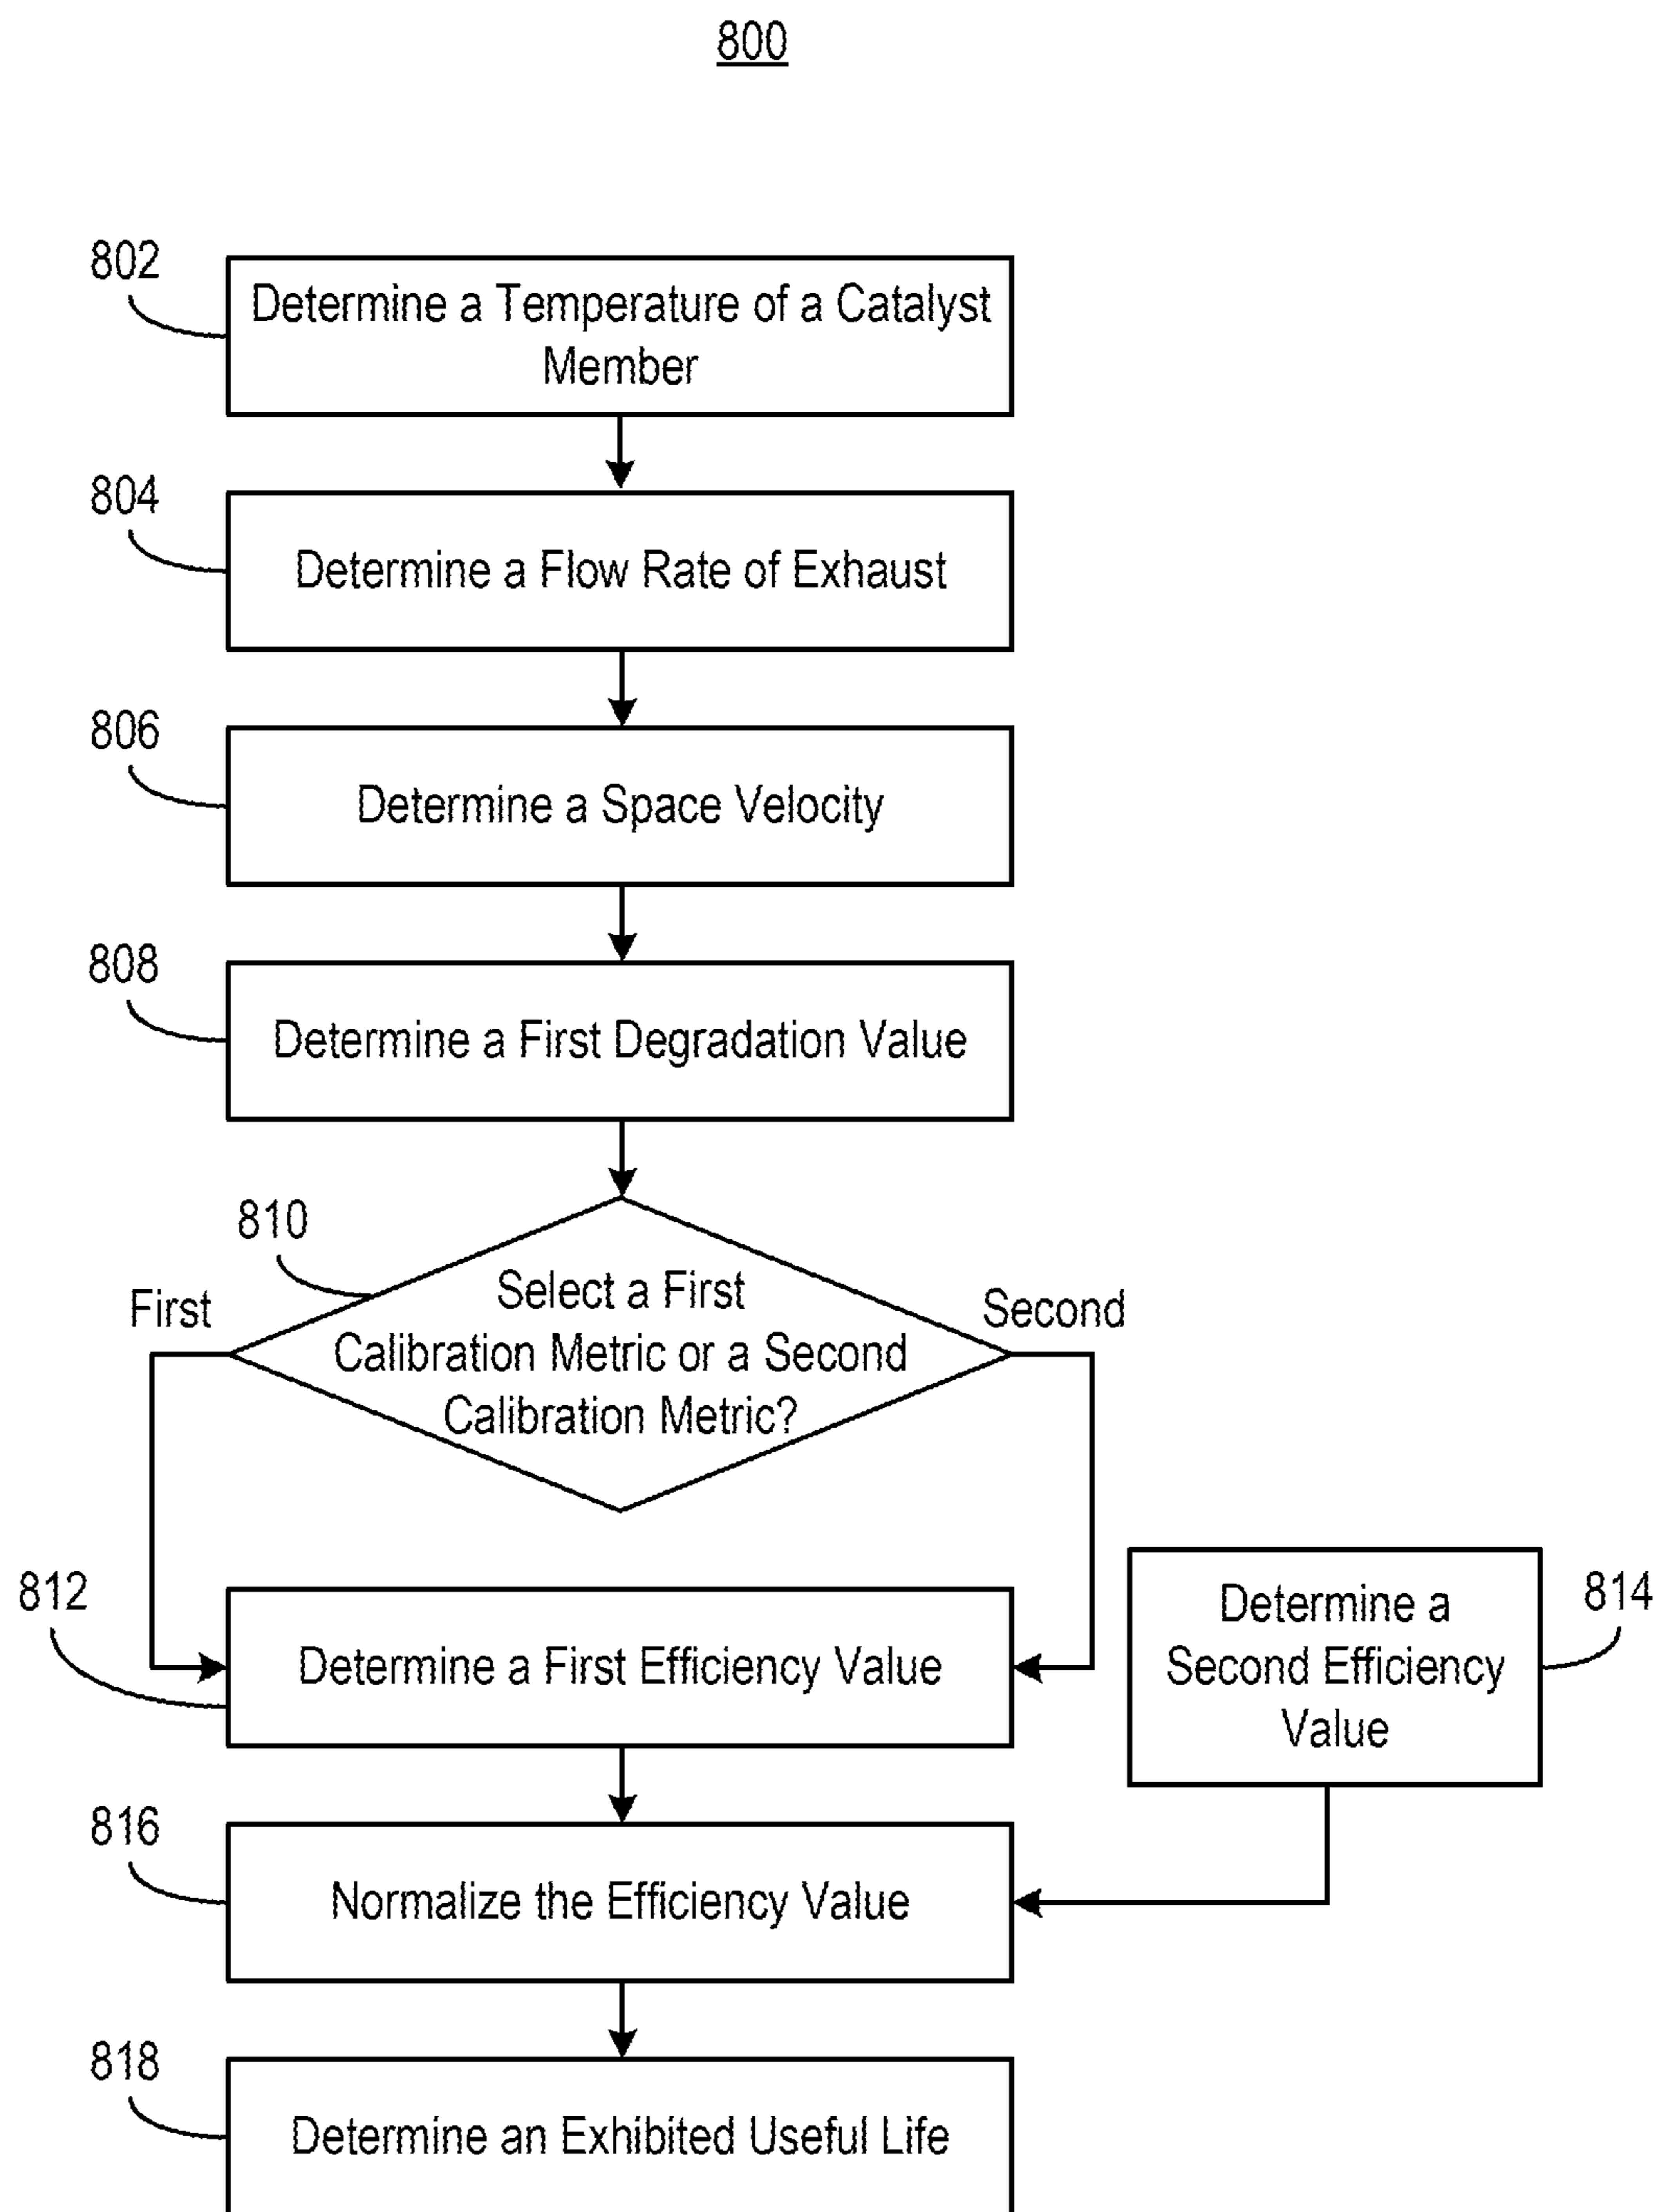 800
802
Determine a Temperature of a Catalyst
Member
804
Determine a Flow Rate of Exhaust
806
Determine a Space Velocity
808
Determine a First Degradation Value
810
First
Select a First
Calibration Metric or a Second
Calibration Metric?
Second
812
Determine a First Efficiency Value
Determine a
Second Efficiency
Value
814
816
Normalize the Efficiency Value
818
Determine an Exhibited Useful Life